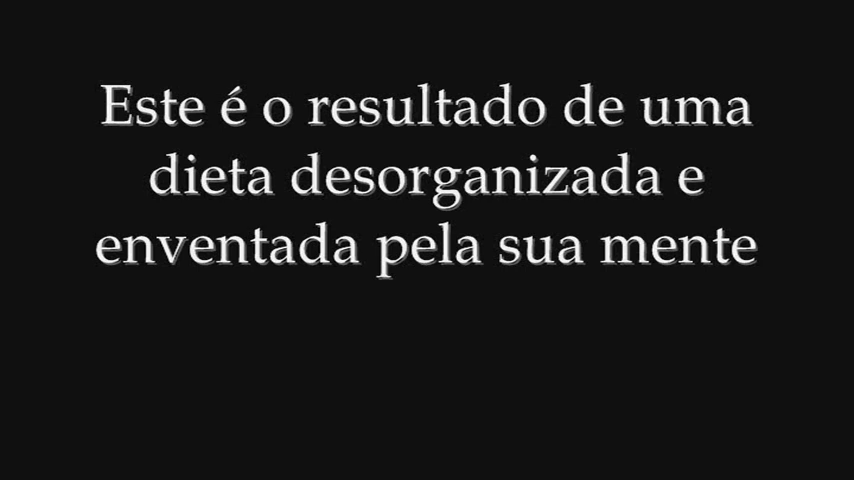 Este é o resultado de uma
dieta desorganizada e
enventada pela sua mente